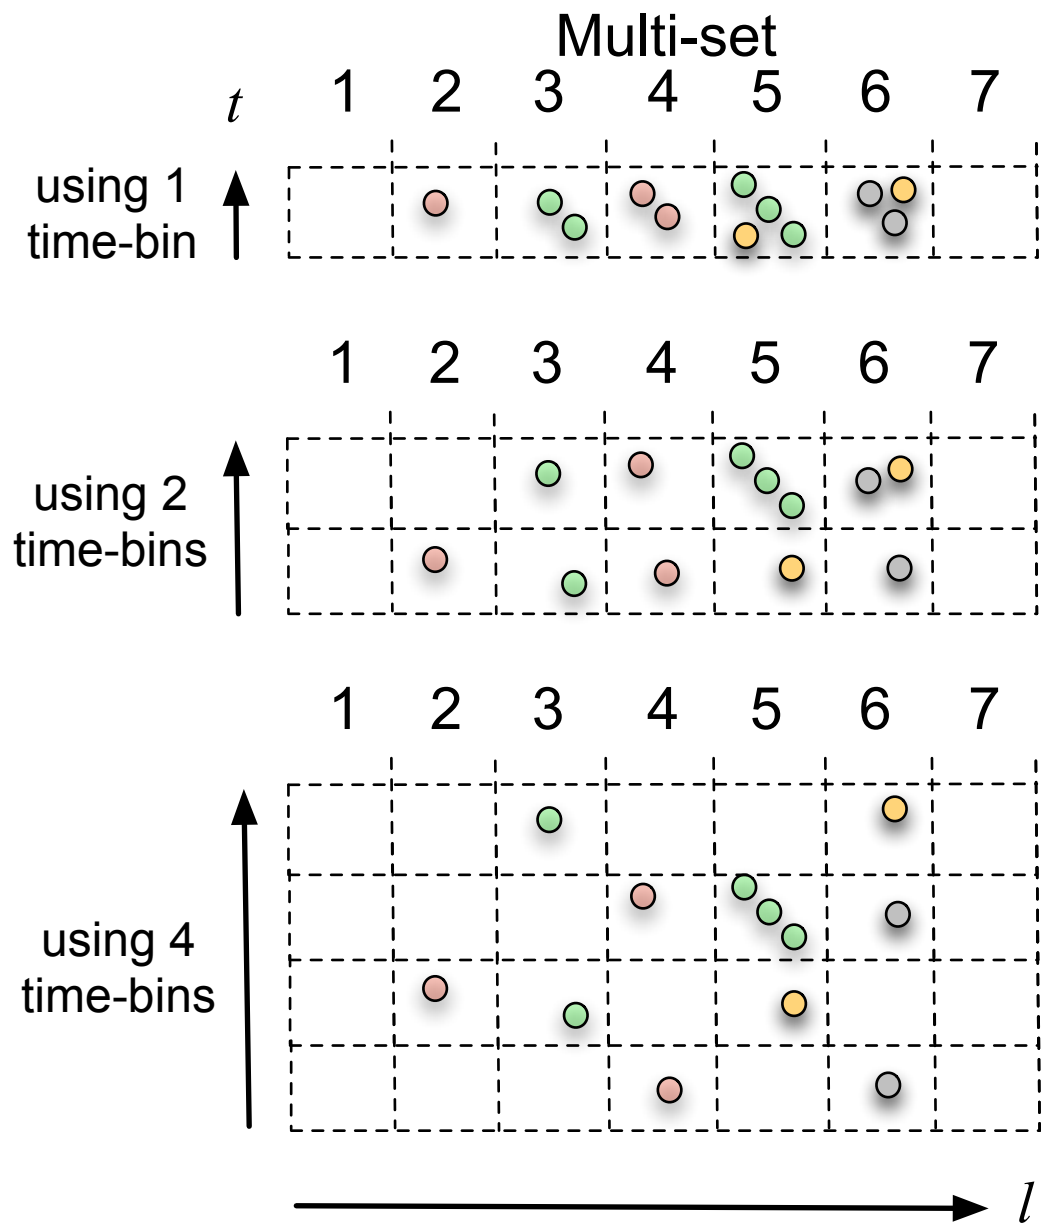 Multi-set
t 1 2 3 4 5 6 7
using 1
time-bin
1 2 3 4 5 6 7
using 2
time-bins
1 2 3 4 5 6 7
using 4
time-bins
l